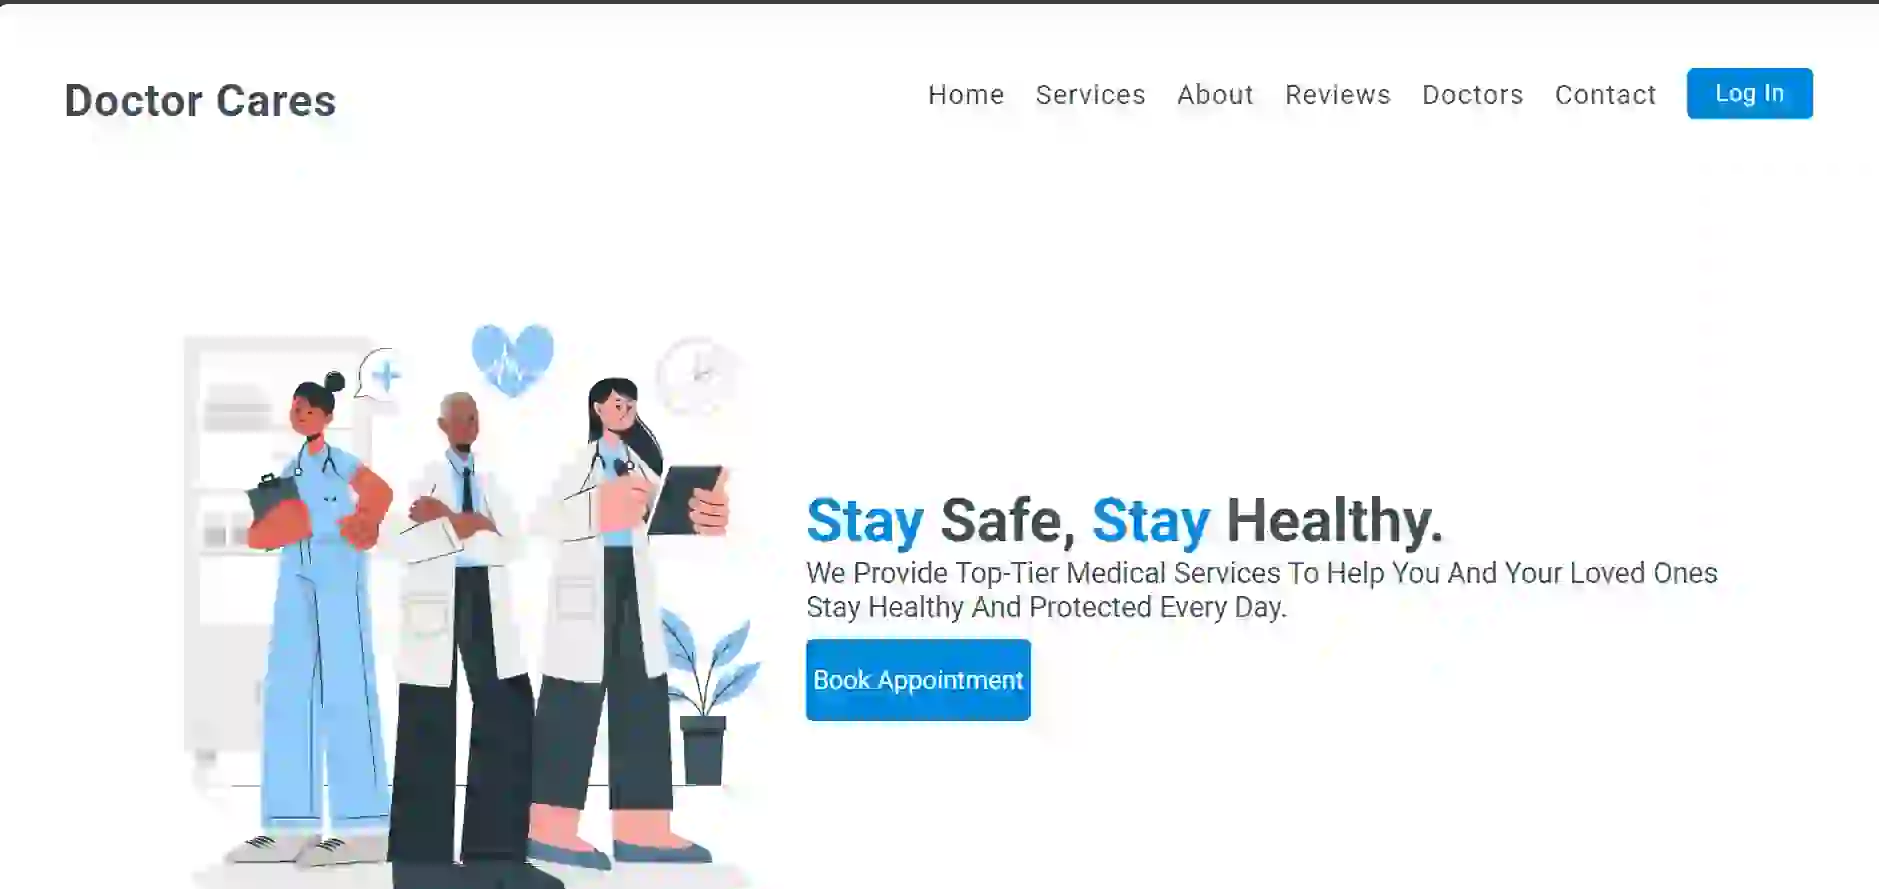 Doctor Cares
Home Services About Reviews Doctors Contact Log In
Stay Safe, Stay Healthy.
We Provide Top-Tier Medical Services To Help You And Your Loved Ones
Stay Healthy And Protected Every Day.
Book Appointment